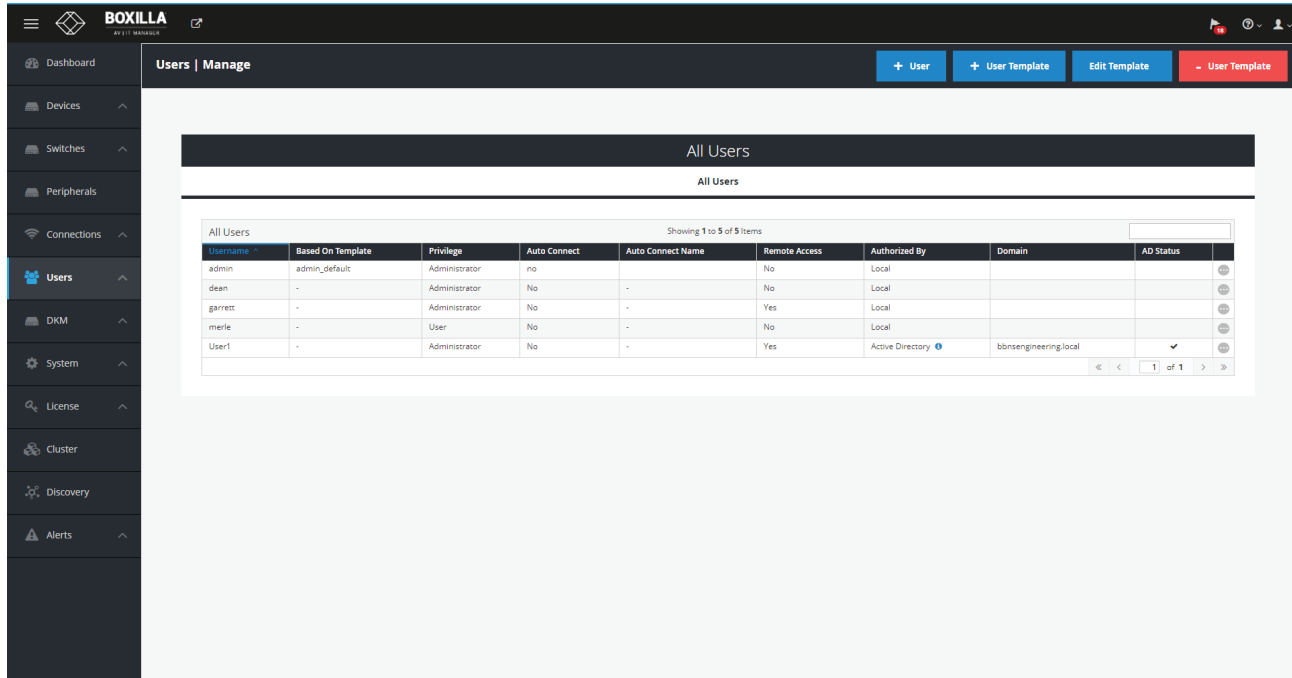 BOXILLA
AV | IT MANAGER
18
Dashboard
Devices
Switches
Peripherals
Connections
Users
DKM
System
License
Cluster
Discovery
Alerts
Users | Manage
+ User
+ User Template
Edit Template
- User Template
All Users
All Users
All Users Showing 1 to 5 of 5 Items
Username Based On Template Privilege Auto Connect Auto Connect Name Remote Access Authorized By Domain AD Status
admin admin_default Administrator no No Local
dean - Administrator No - No Local
garrett - Administrator No - Yes Local
merle - User No - No Local
User1 - Administrator No - Yes Active Directory bbnsengineering.local ✔
« < 1 of 1 > »